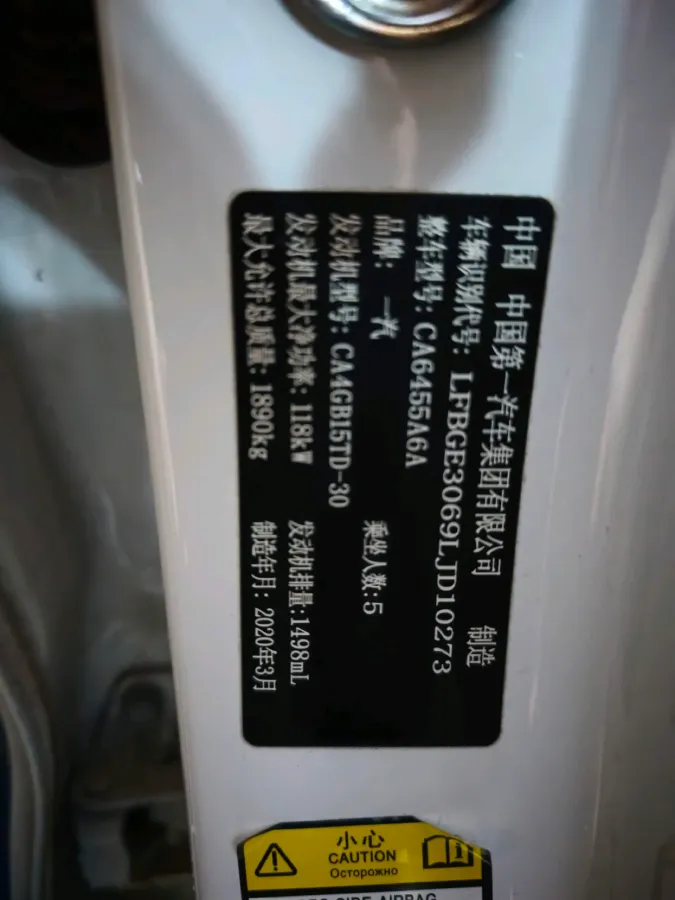 中国 中国第一汽车集团有限公司 制造
车辆识别代号: LFBGE3069LJD10273
整车型号: CA6455A6A
品牌: 一汽 乘坐人数:5
发动机型号: CA4GB15TD-30
发动机最大净功率: 118kW 发动机排量:1498mL
最大允许总质量: 1890kg 制造年月: 2020年3月
小心
CAUTION
Осторожно
SIDE AIRBAG